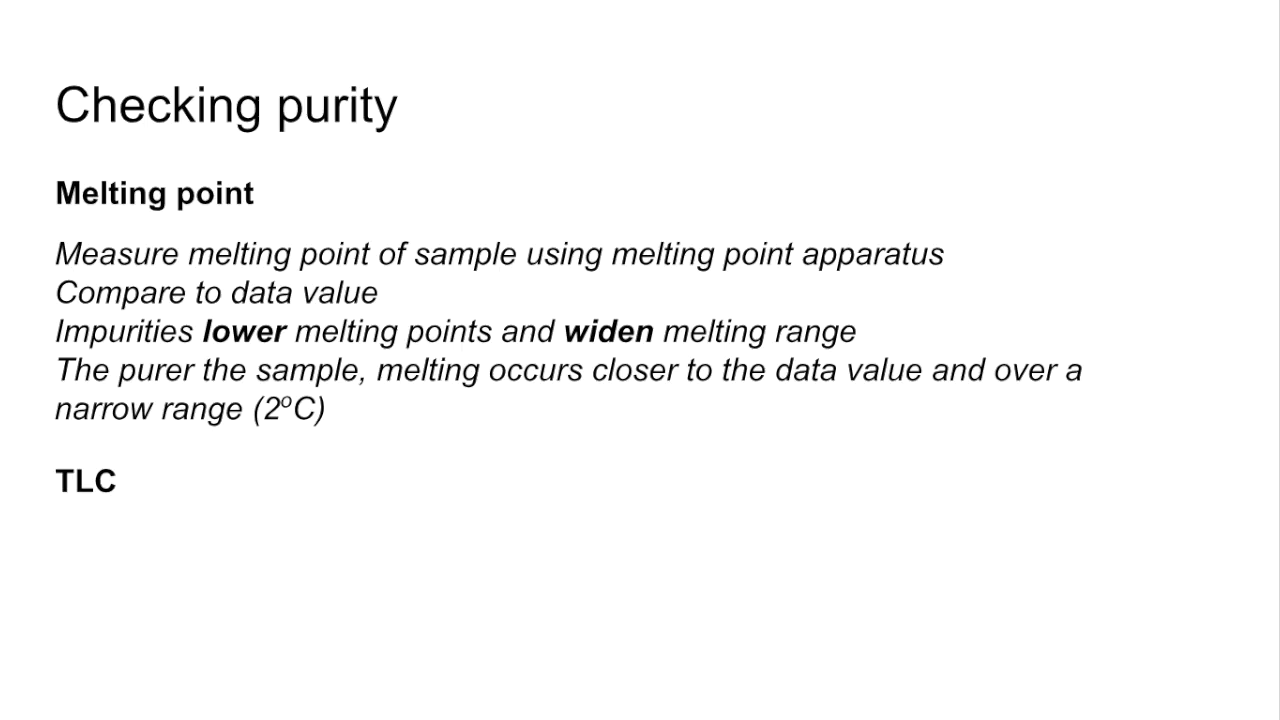 Checking purity
Melting point
Measure melting point of sample using melting point apparatus
Compare to data value
Impurities lower melting points and widen melting range
The purer the sample, melting occurs closer to the data value and over a
narrow range (2ºC)
TLC